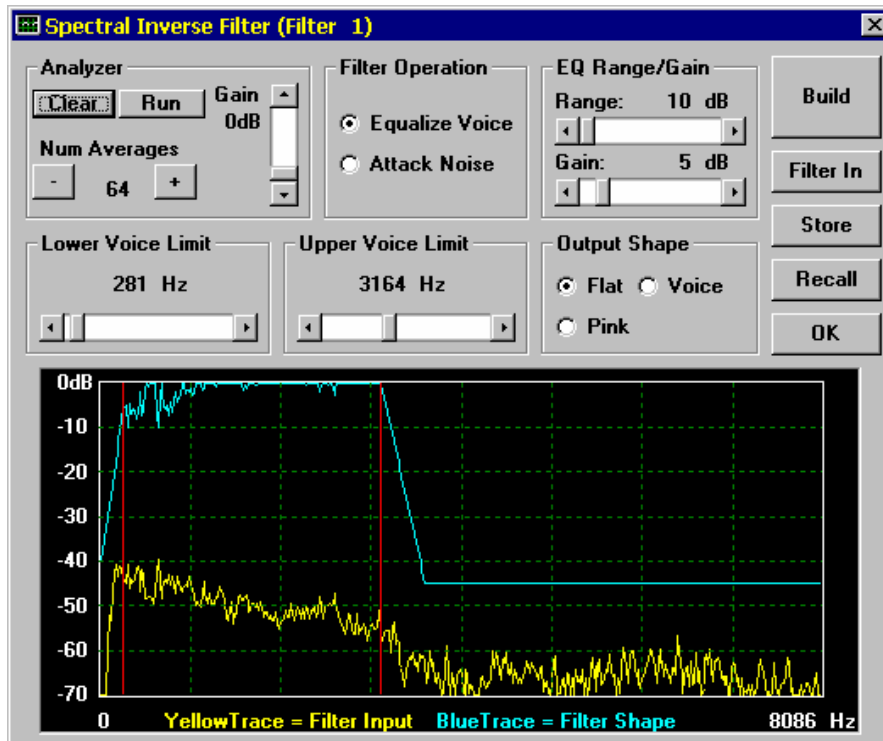 Spectral Inverse Filter (Filter 1)
Analyzer
Clear
Run
Gain
0dB
Num Averages
-
64
+
Filter Operation
Equalize Voice
Attack Noise
EQ Range/Gain
Range: 10 dB
Gain: 5 dB
Build
Filter In
Store
Recall
OK
Lower Voice Limit
281 Hz
Upper Voice Limit
3164 Hz
Output Shape
Flat
Voice
Pink
0dB
-10
-20
-30
-40
-50
-60
-70
0
YellowTrace = Filter Input
BlueTrace = Filter Shape
8086 Hz